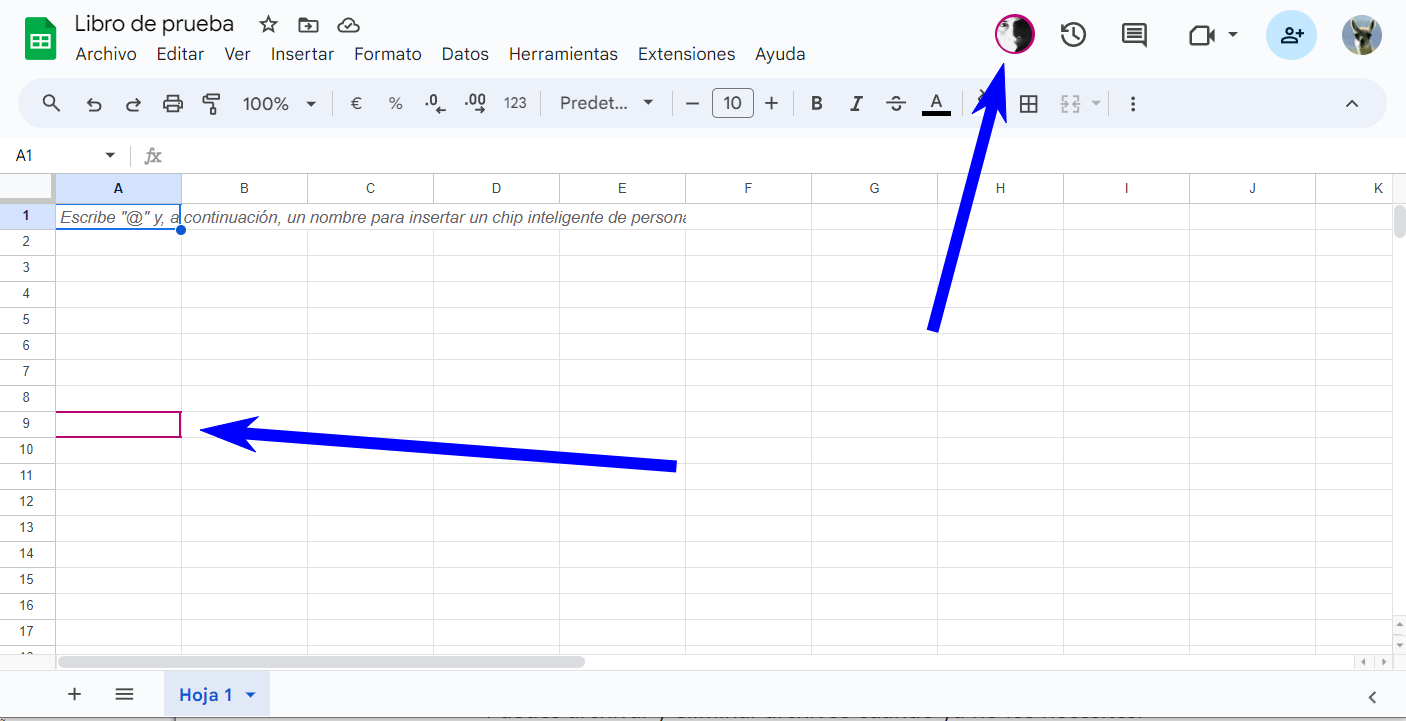 Libro de prueba
Archivo Editar Ver Insertar Formato Datos Herramientas Extensiones Ayuda
100% € % .0 .00 123 Predet... 10 B I S A
A1 fx
A B C D E F G H I J K
1 Escribe "@" y, a continuación, un nombre para insertar un chip inteligente de persona
2
3
4
5
6
7
8
9
10
11
12
13
14
15
16
17
Hoja 1